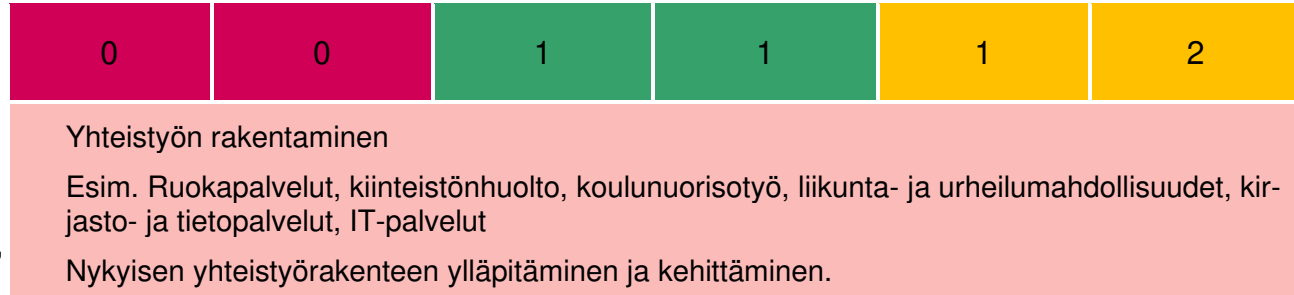 0 0 1 1 1 2
Yhteistyön rakentaminen
Esim. Ruokapalvelut, kiinteistönhuolto, koulunuorisotyö, liikunta- ja urheilumahdollisuudet, kir-
jasto- ja tietopalvelut, IT-palvelut
Nykyisen yhteistyörakenteen ylläpitäminen ja kehittäminen.